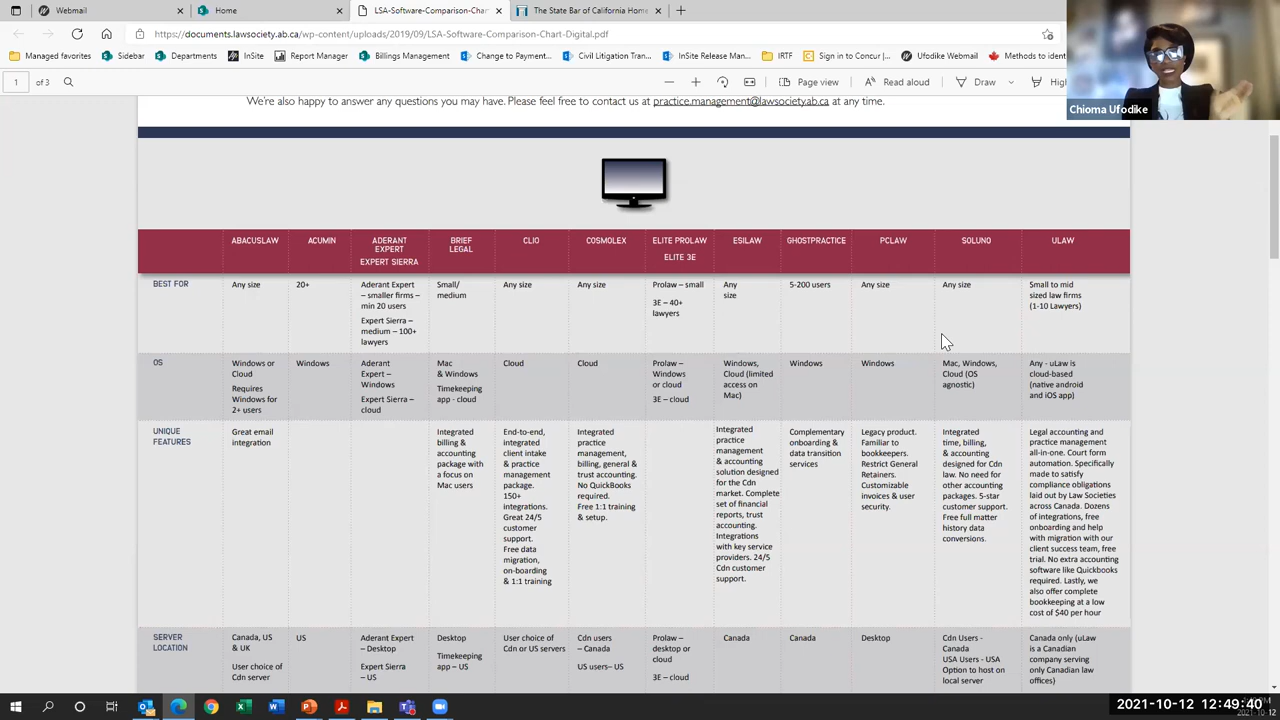 Webmail
Home
LSA-Software-Comparison-Chart-
The State Bar of California Home
https://documents.lawsociety.ab.ca/wp-content/uploads/2019/09/LSA-Software-Comparison-Chart-Digital.pdf
Managed favorites
Sidebar
Departments
InSite
Report Manager
Billings Management
Change to Payment...
Civil Litigation Tran...
InSite Release Man...
IRTF
Sign in to Concur |...
Ufodike Webmail
Methods to identi
1 of 3
Page view
Read aloud
Draw
High
Chioma Ufodike
We're also happy to answer any questions you may have. Please feel free to contact us at practice.management@lawsociety.ab.ca at any time.
ABACUSLAW
ACUMIN
ADERANT
EXPERT
EXPERT SIERRA
BRIEF
LEGAL
CLIO
COSMOLEX
ELITE PROLAW
ELITE 3E
ESILAW
GHOSTPRACTICE
PCLAW
SOLUNO
ULAW
BEST FOR
Any size
20+
Aderant Expert
– smaller firms –
min 20 users
Expert Sierra –
medium – 100+
lawyers
Small/
medium
Any size
Any size
Prolaw – small
3E – 40+
lawyers
Any
size
5-200 users
Any size
Any size
Small to mid
sized law firms
(1-10 Lawyers)
OS
Windows or
Cloud
Requires
Windows for
2+ users
Windows
Aderant
Expert –
Windows
Expert Sierra –
cloud
Mac
& Windows
Timekeeping
app - cloud
Cloud
Cloud
Prolaw –
Windows
or cloud
3E – cloud
Windows,
Cloud (limited
access on
Mac)
Windows
Windows
Mac, Windows,
Cloud (OS
agnostic)
Any - uLaw is
cloud-based
(native android
and iOS app)
UNIQUE
FEATURES
Great email
integration
Integrated
billing &
accounting
package with
a focus on
Mac users
End-to-end,
integrated
client intake
& practice
management
package.
150+
integrations.
Great 24/5
customer
support.
Free data
migration,
on-boarding
& 1:1 training
Integrated
practice
management,
billing, general &
trust accounting.
No QuickBooks
required.
Free 1:1 training
& setup.
Integrated
practice
management
& accounting
solution designed
for the Cdn
market. Complete
set of financial
reports, trust
accounting.
Integrations
with key service
providers. 24/5
Cdn customer
support.
Complementary
onboarding &
data transition
services
Legacy product.
Familiar to
bookkeepers.
Restrict General
Retainers.
Customizable
invoices & user
security.
Integrated
time, billing,
& accounting
designed for Cdn
law. No need for
other accounting
packages. 5-star
customer support.
Free full matter
history data
conversions.
Legal accounting and
practice management
all-in-one. Court form
automation. Specifically
made to satisfy
compliance obligations
laid out by Law Societies
across Canada. Dozens
of integrations, free
onboarding and help
with migration with our
client success team, free
trial. No extra accounting
software like Quickbooks
required. Lastly, we
also offer complete
bookkeeping at a low
cost of $40 per hour
SERVER
LOCATION
Canada, US
& UK
User choice of
Cdn server
US
Aderant Expert
– Desktop
Expert Sierra
– US
Desktop
Timekeeping
app – US
User choice of
Cdn or US servers
Cdn users
– Canada
US users– US
Prolaw –
desktop or
cloud
3E – cloud
Canada
Canada
Desktop
Cdn Users -
Canada
USA Users - USA
Option to host on
local server
Canada only (uLaw
is a Canadian
company serving
only Canadian law
offices)
2021-10-12 12:49:40
2021-10-12